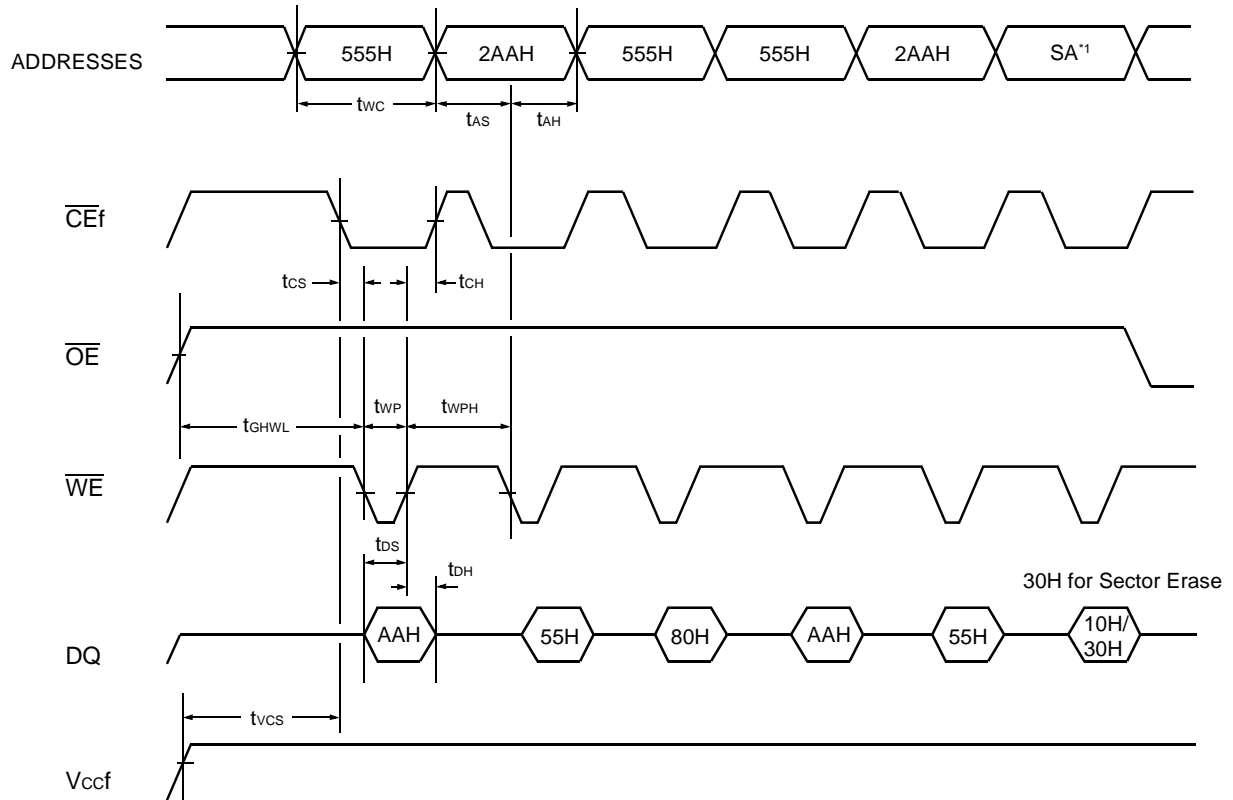 ADDRESSES 555H 2AAH 555H 555H 2AAH SA*1
tWC tAS tAH
CEf
tCS tCH
OE
tGHWL tWP tWPH
WE
tDS
tDH
30H for Sector Erase
DQ AAH 55H 80H AAH 55H 10H/
30H
tVCS
VCCf